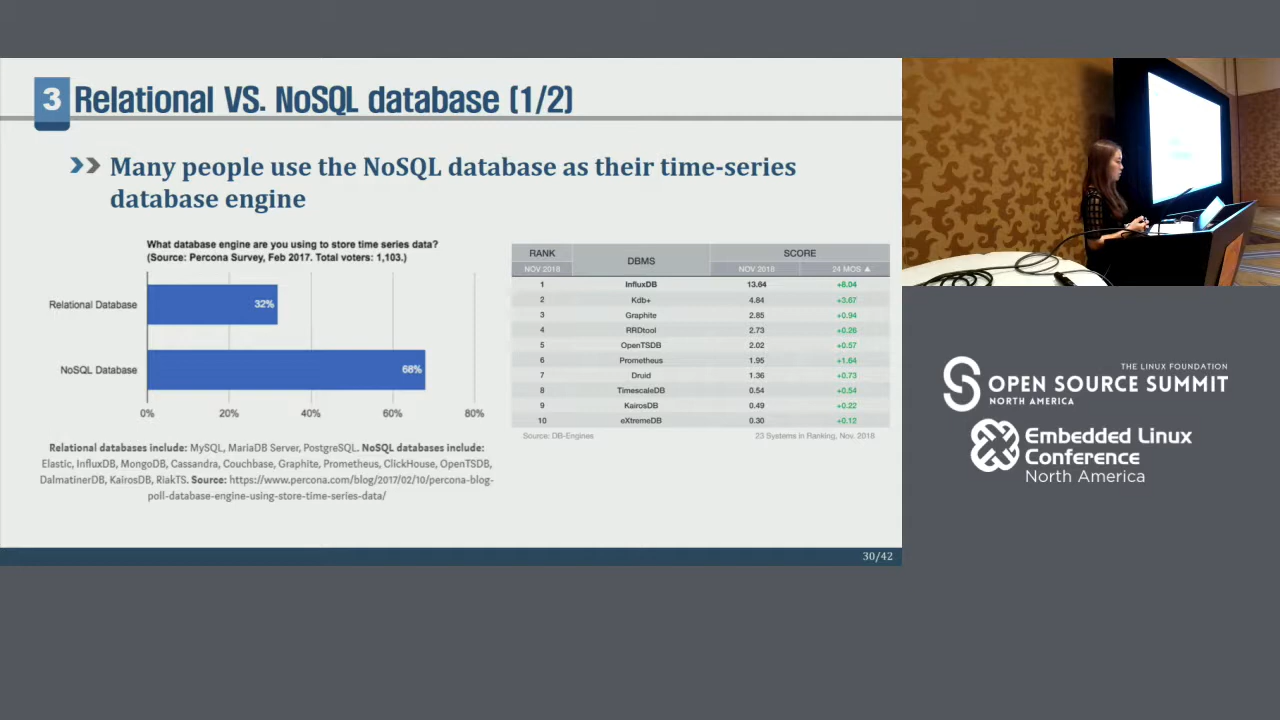 3 Relational VS. NoSQL database (1/2)
Many people use the NoSQL database as their time-series
database engine
What database engine are you using to store time series data?
(Source: Percona Survey, Feb 2017. Total voters: 1,103.)
Relational Database 32%
NoSQL Database 68%
0% 20% 40% 60% 80%
Relational databases include: MySQL, MariaDB Server, PostgreSQL. NoSQL databases include:
Elastic, InfluxDB, MongoDB, Cassandra, Couchbase, Graphite, Prometheus, ClickHouse, OpenTSDB,
DalmatinerDB, KairosDB, RiakTS. Source: https://www.percona.com/blog/2017/02/10/percona-blog-
poll-database-engine-using-store-time-series-data/
RANK DBMS SCORE
NOV 2018 NOV 2018 24 MOS ▲
1 InfluxDB 13.64 +8.04
2 Kdb+ 4.84 +3.67
3 Graphite 2.85 +0.94
4 RRDtool 2.73 +0.26
5 OpenTSDB 2.02 +0.57
6 Prometheus 1.95 +1.64
7 Druid 1.36 +0.73
8 TimescaleDB 0.54 +0.54
9 KairosDB 0.49 +0.22
10 eXtremeDB 0.30 +0.12
Source: DB-Engines 23 Systems in Ranking, Nov. 2018
30/42
THE LINUX FOUNDATION
OPEN SOURCE SUMMIT
NORTH AMERICA
Embedded Linux
Conference
North America